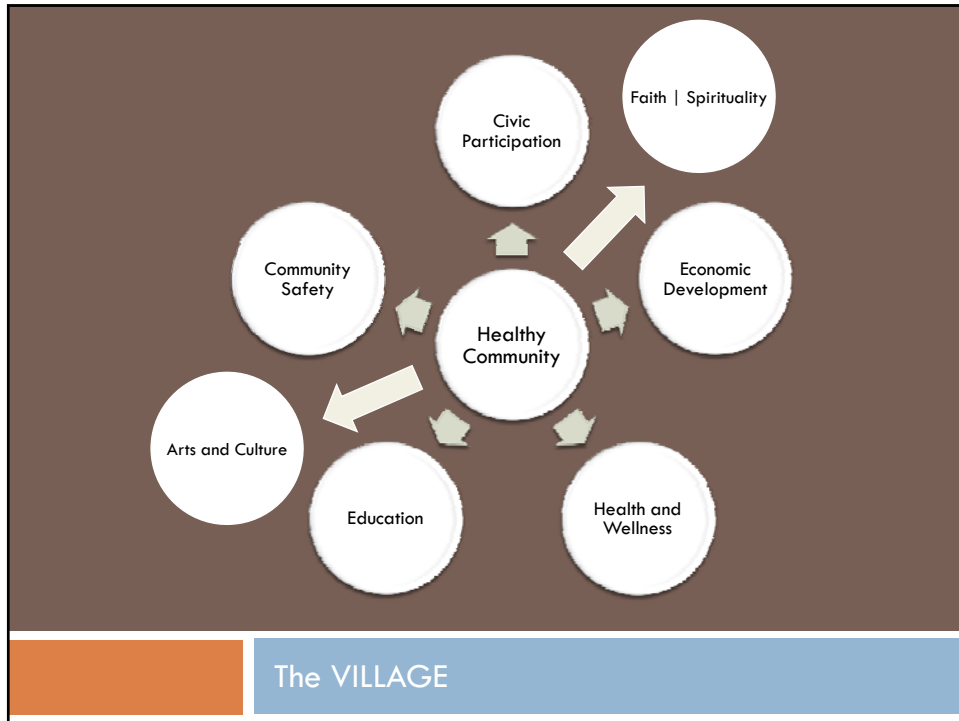 Faith | Spirituality
Civic
Participation
Community
Safety
Economic
Development
Healthy
Community
Arts and Culture
Education
Health and
Wellness
The VILLAGE